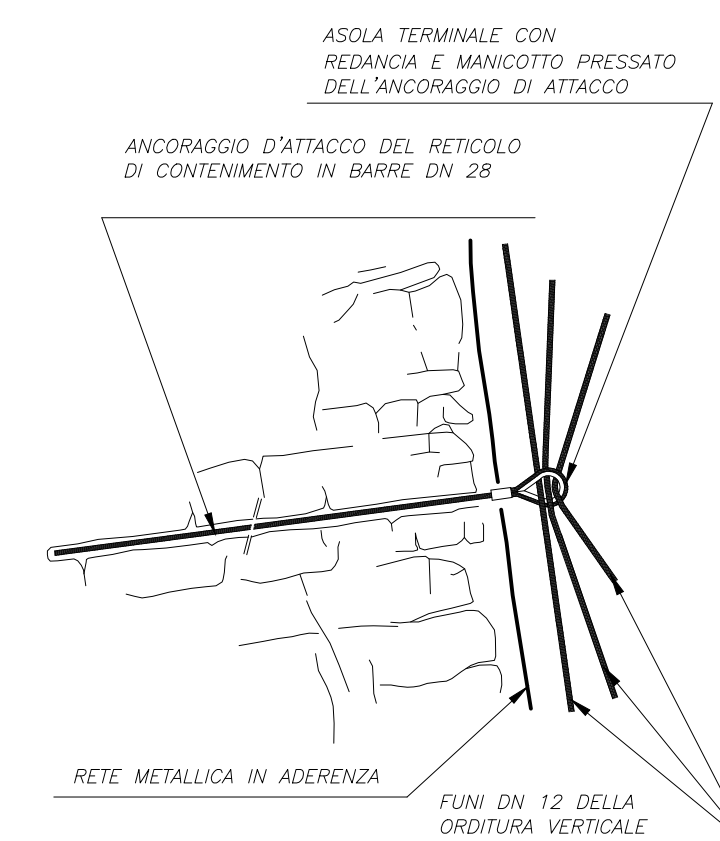 ASOLA TERMINALE CON
REDANCIA E MANICOTTO PRESSATO
DELL'ANCORAGGIO DI ATTACCO
ANCORAGGIO D'ATTACCO DEL RETICOLO
DI CONTENIMENTO IN BARRE DN 28
RETE METALLICA IN ADERENZA
FUNI DN 12 DELLA
ORDITURA VERTICALE